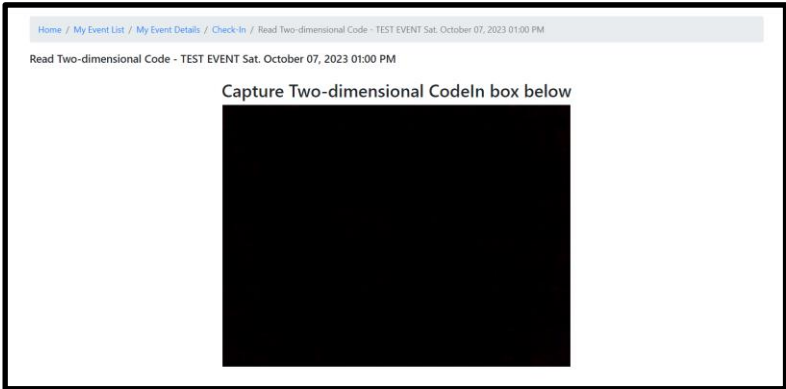 Home / My Event List / My Event Details / Check-In / Read Two-dimensional Code - TEST EVENT Sat. October 07, 2023 01:00 PM
Read Two-dimensional Code - TEST EVENT Sat. October 07, 2023 01:00 PM
Capture Two-dimensional CodeIn box below